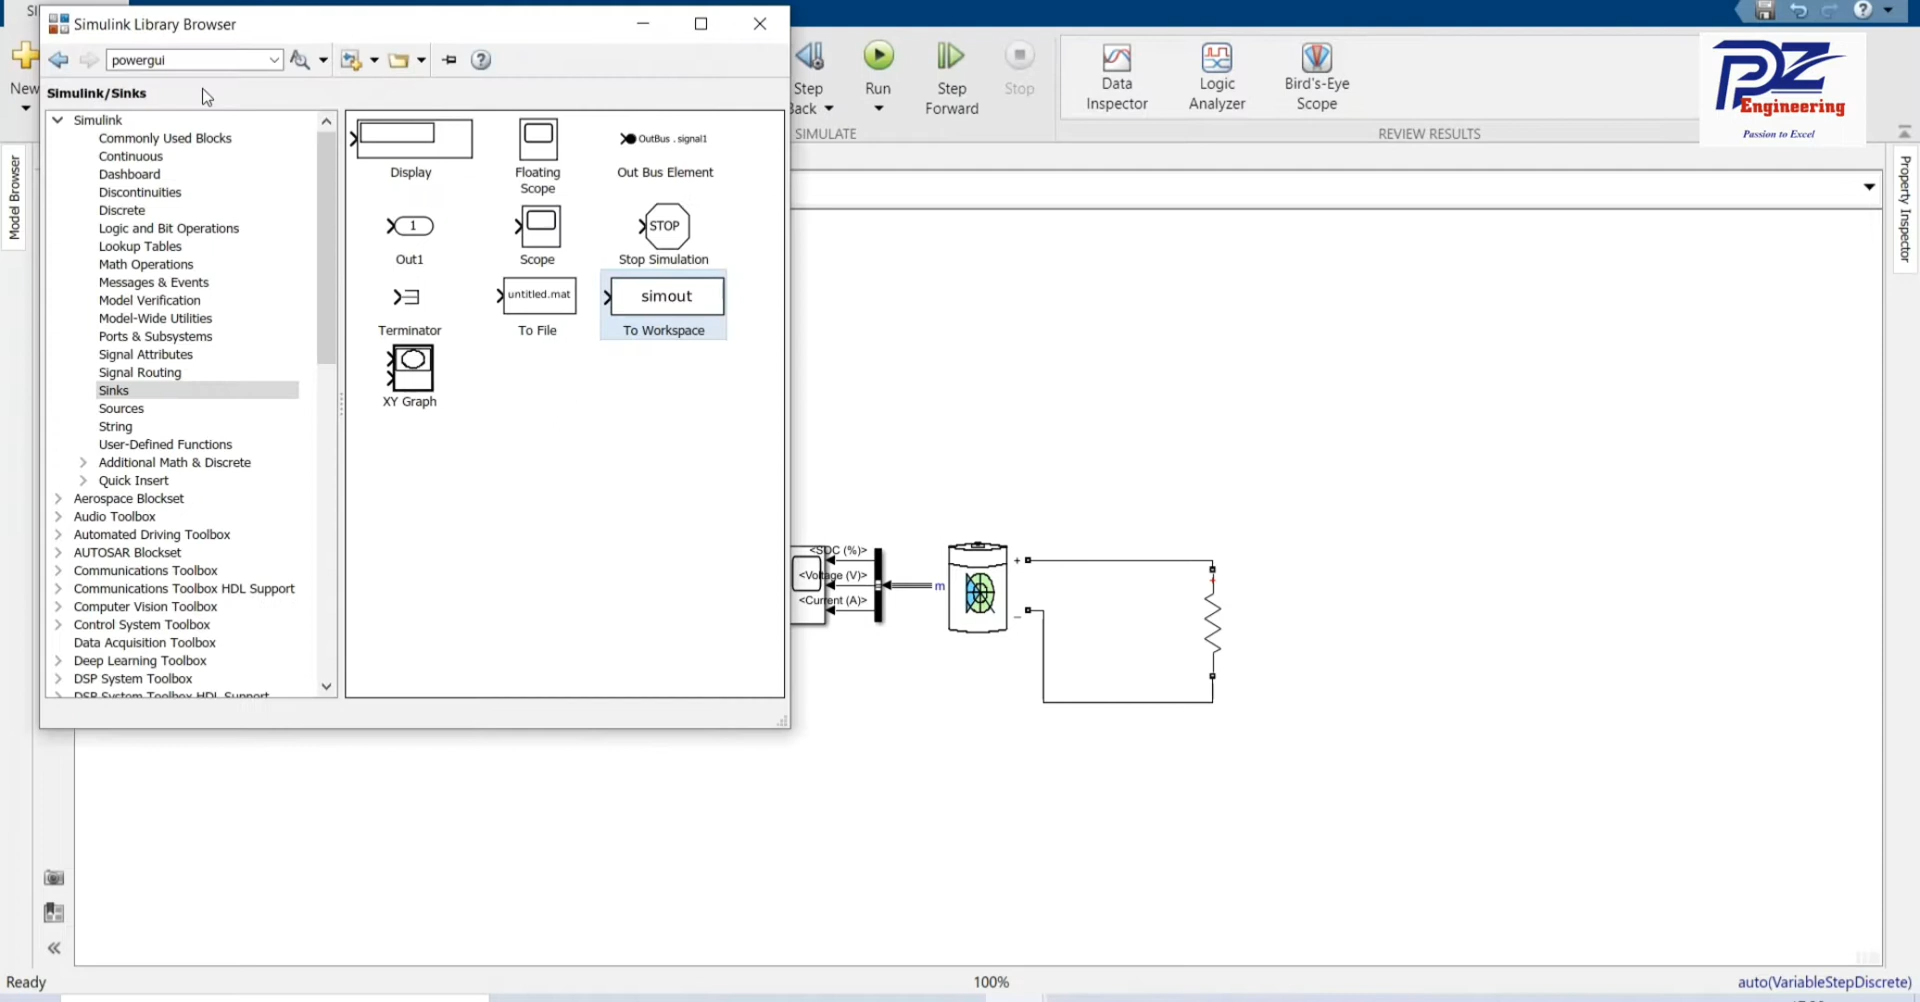 Simulink Library Browser
powergui
Simulink/Sinks
New
Step
Back
Run
Step
Forward
Stop
SIMULATE
Data
Inspector
Logic
Analyzer
Bird's-Eye
Scope
REVIEW RESULTS
PZ
Engineering
Passion to Excel
Model Browser
Property Inspector
Simulink
Commonly Used Blocks
Continuous
Dashboard
Discontinuities
Discrete
Logic and Bit Operations
Lookup Tables
Math Operations
Messages & Events
Model Verification
Model-Wide Utilities
Ports & Subsystems
Signal Attributes
Signal Routing
Sinks
Sources
String
User-Defined Functions
Additional Math & Discrete
Quick Insert
Aerospace Blockset
Audio Toolbox
Automated Driving Toolbox
AUTOSAR Blockset
Communications Toolbox
Communications Toolbox HDL Support
Computer Vision Toolbox
Control System Toolbox
Data Acquisition Toolbox
Deep Learning Toolbox
DSP System Toolbox
DSP System Toolbox HDL Support
Display
Floating
Scope
OutBus . signal1
Out Bus Element
1
Out1
Scope
STOP
Stop Simulation
Terminator
untitled.mat
To File
simout
To Workspace
XY Graph
<SOC (%)>
<Voltage (V)>
<Current (A)>
m
+
–
+
Ready
100%
auto(VariableStepDiscrete)